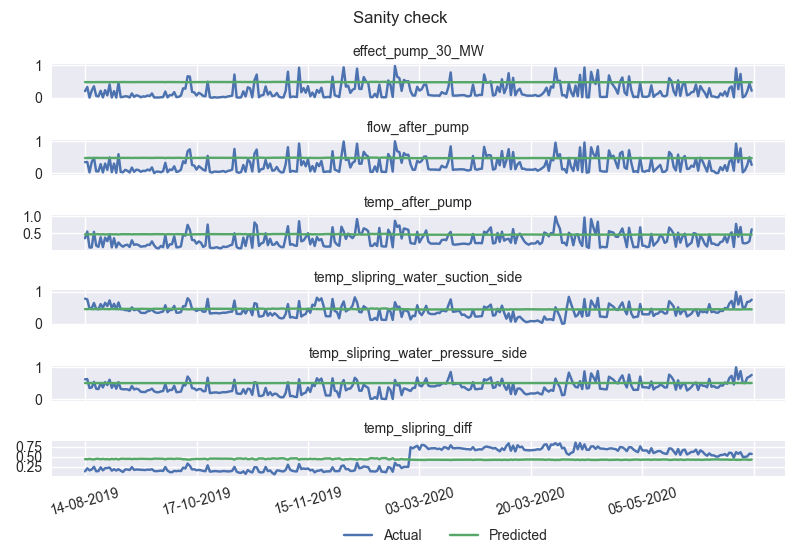 Sanity check
effect_pump_30_MW
1
0
flow_after_pump
1
0
temp_after_pump
1.0
0.5
temp_slipring_water_suction_side
1
0
temp_slipring_water_pressure_side
1
0
temp_slipring_diff
0.75
0.50
0.25
14-08-2019 17-10-2019 15-11-2019 03-03-2020 20-03-2020 05-05-2020
Actual Predicted